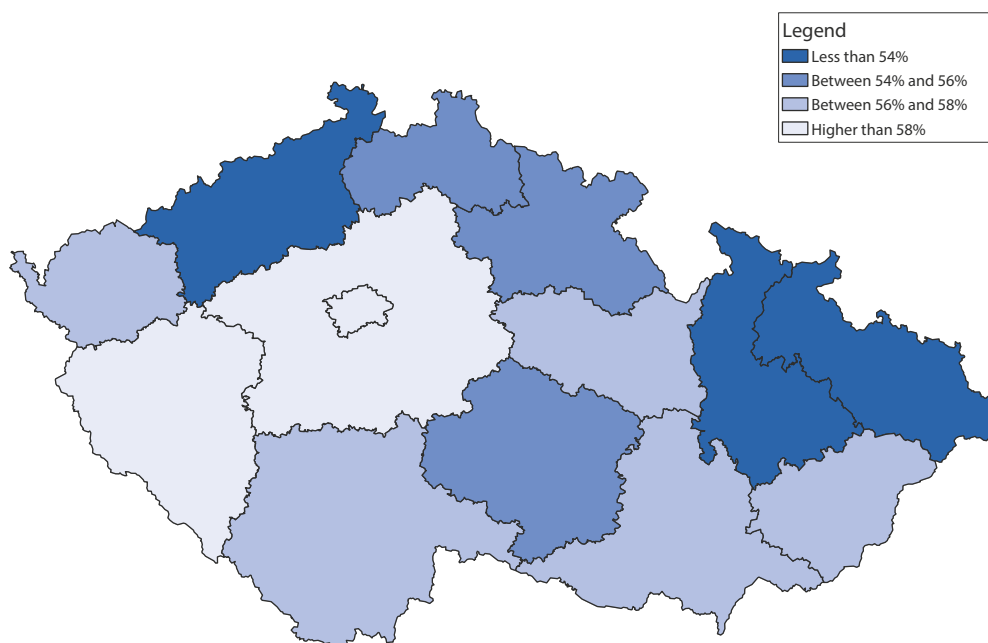 Legend
Less than 54%
Between 54% and 56%
Between 56% and 58%
Higher than 58%